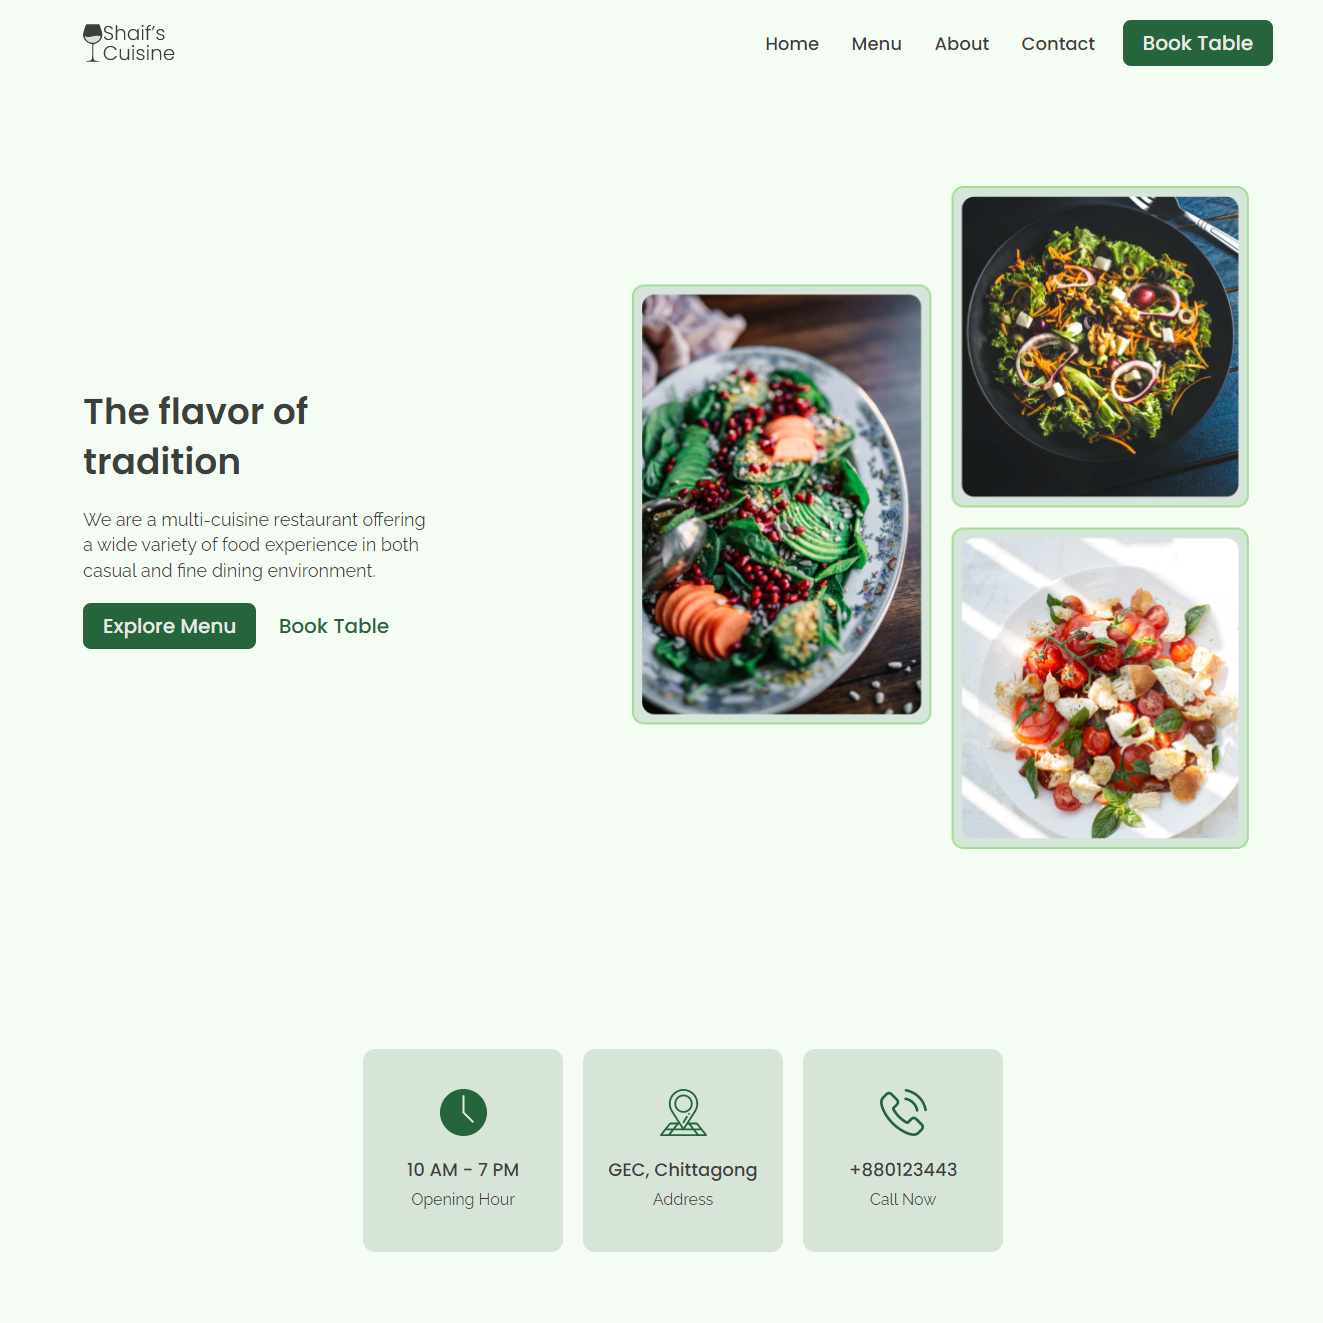 Shaif's
Cuisine
Home Menu About Contact Book Table
The flavor of
tradition
We are a multi-cuisine restaurant offering
a wide variety of food experience in both
casual and fine dining environment.
Explore Menu Book Table
10 AM - 7 PM
Opening Hour
GEC, Chittagong
Address
+880123443
Call Now